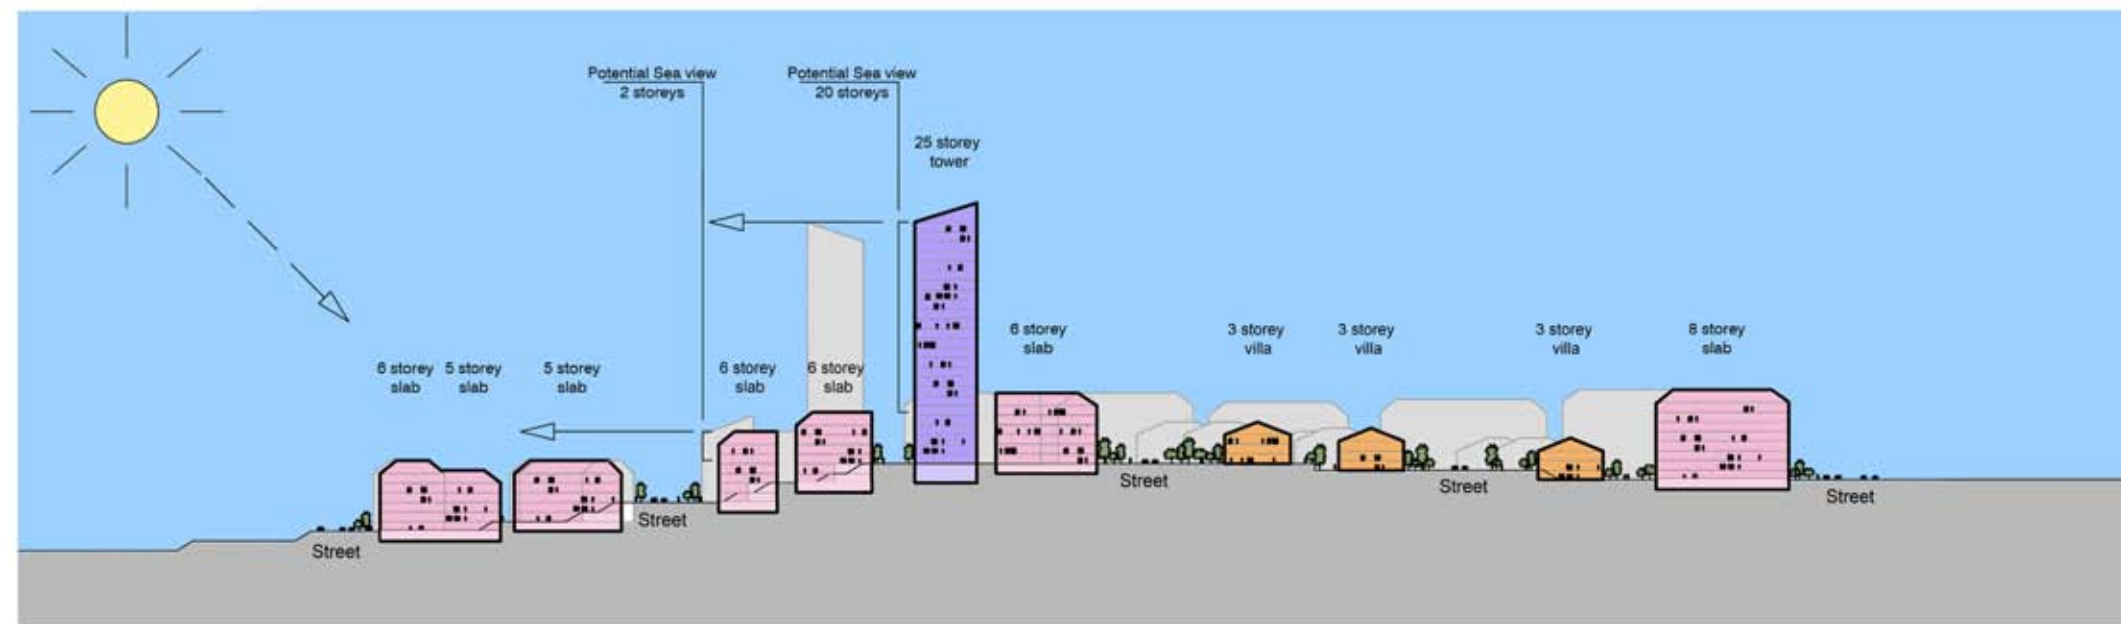 Potential Sea view
2 storeys
Potential Sea view
20 storeys
25 storey
tower
6 storey
slab
5 storey
slab
5 storey
slab
6 storey
slab
6 storey
slab
6 storey
slab
3 storey
villa
3 storey
villa
3 storey
villa
8 storey
slab
Street
Street
Street
Street
Street